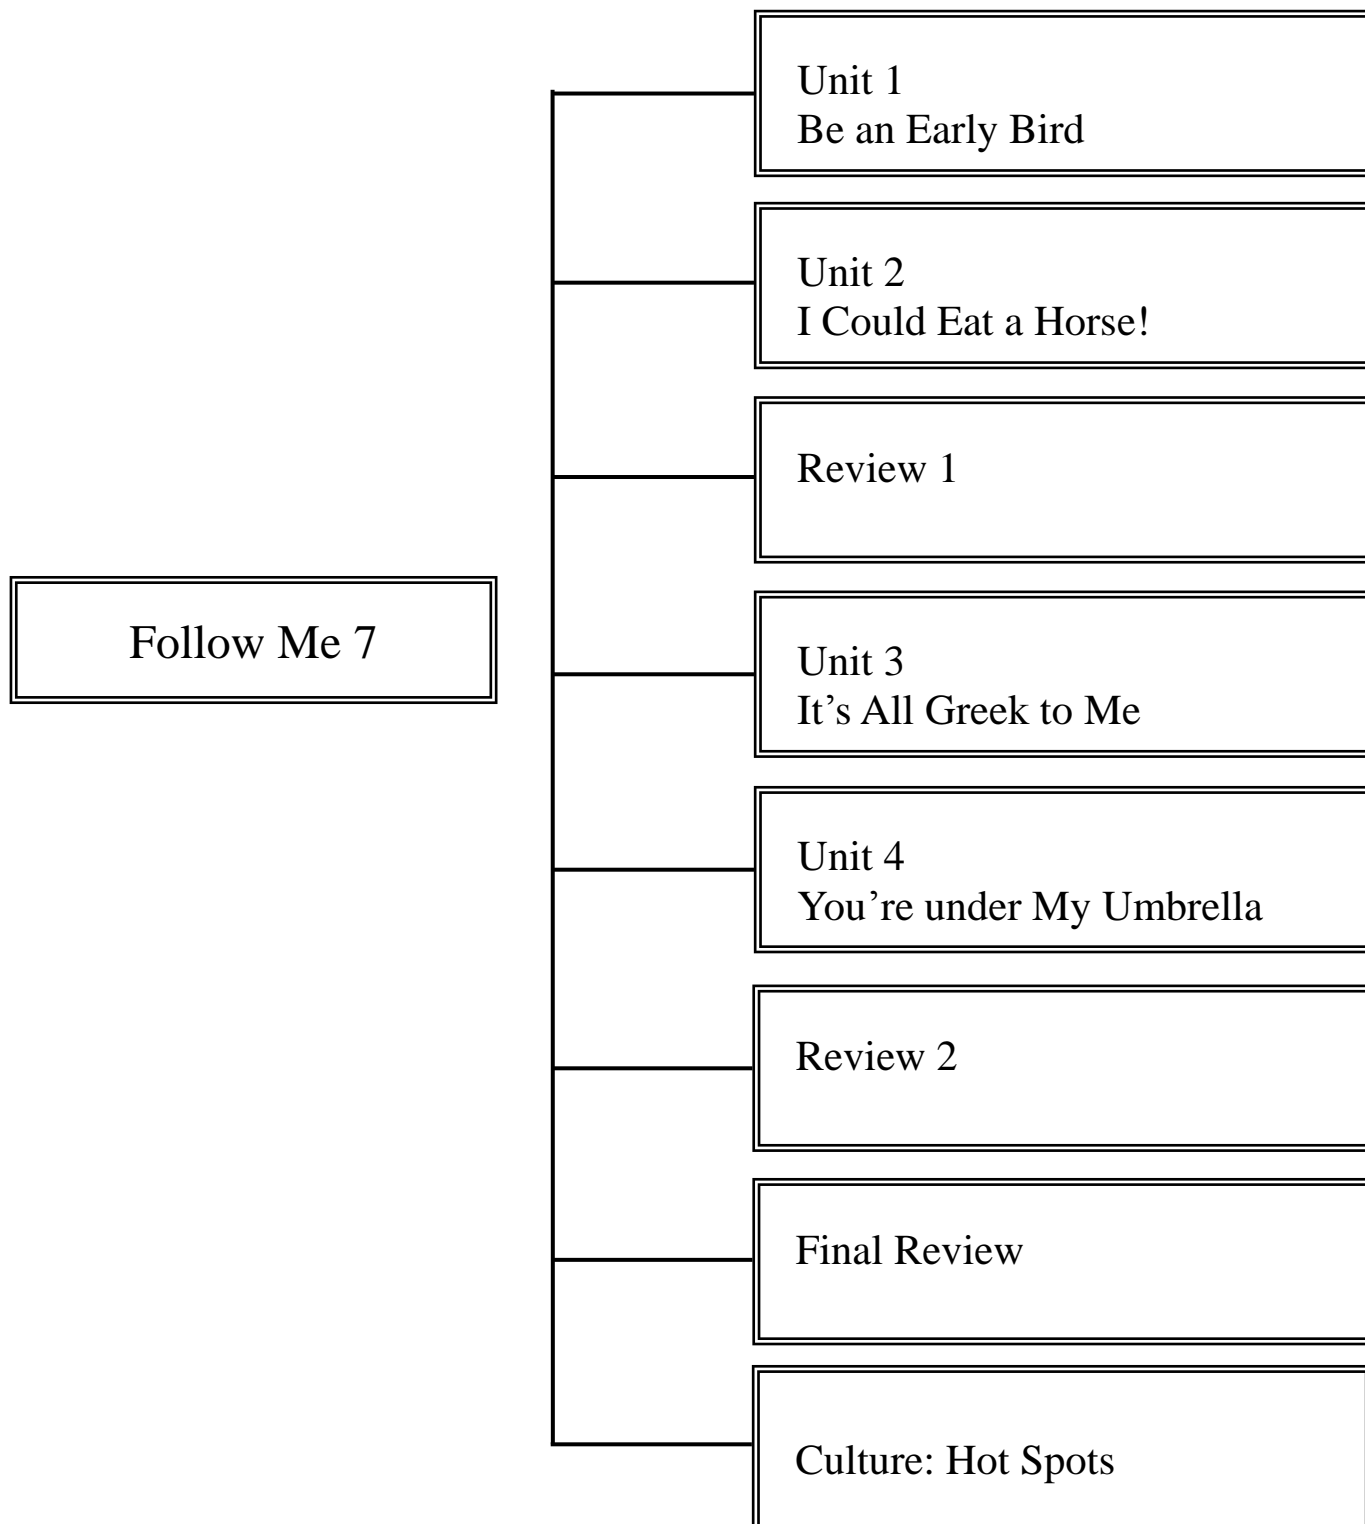 Follow Me 7
Unit 1
Be an Early Bird
Unit 2
I Could Eat a Horse!
Review 1
Unit 3
It’s All Greek to Me
Unit 4
You’re under My Umbrella
Review 2
Final Review
Culture: Hot Spots